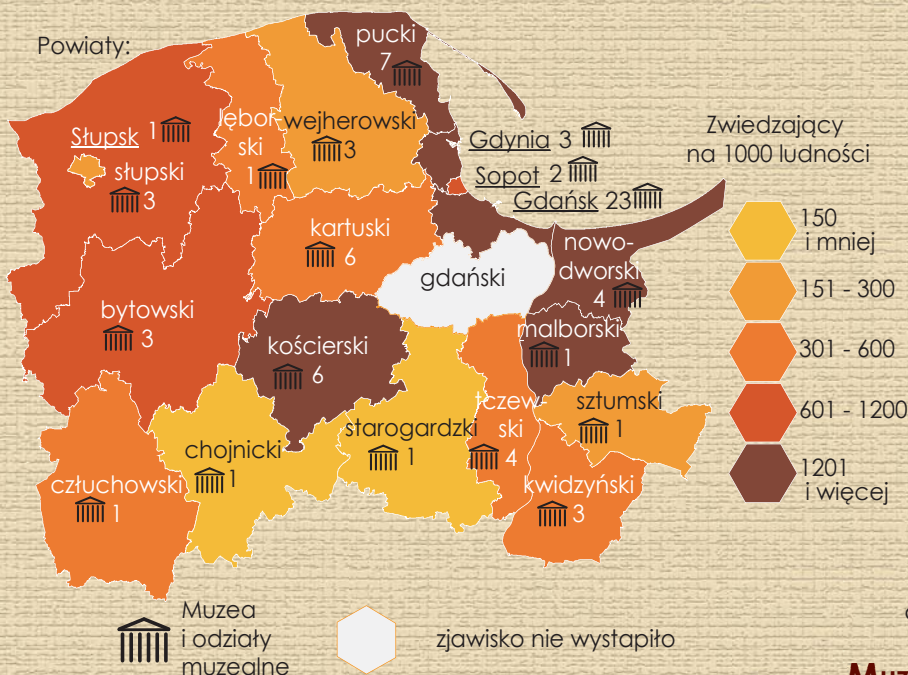 Powiaty:
pucki
7
Słupsk 1
słupski
3
lębor-
ski
1
wejherowski
3
Gdynia 3
Sopot 2
Gdańsk 23
kartuski
6
gdański
nowo-
dworski
4
bytowski
3
kościerski
6
malborski
1
człuchowski
1
chojnicki
1
starogardzki
1
tczew-
ski
4
sztumski
1
kwidzyński
3
Zwiedzający
na 1000 ludności
150
i mniej
151 - 300
301 - 600
601 - 1200
1201
i więcej
Muzea
i odziały
muzealne
zjawisko nie wystąpiło